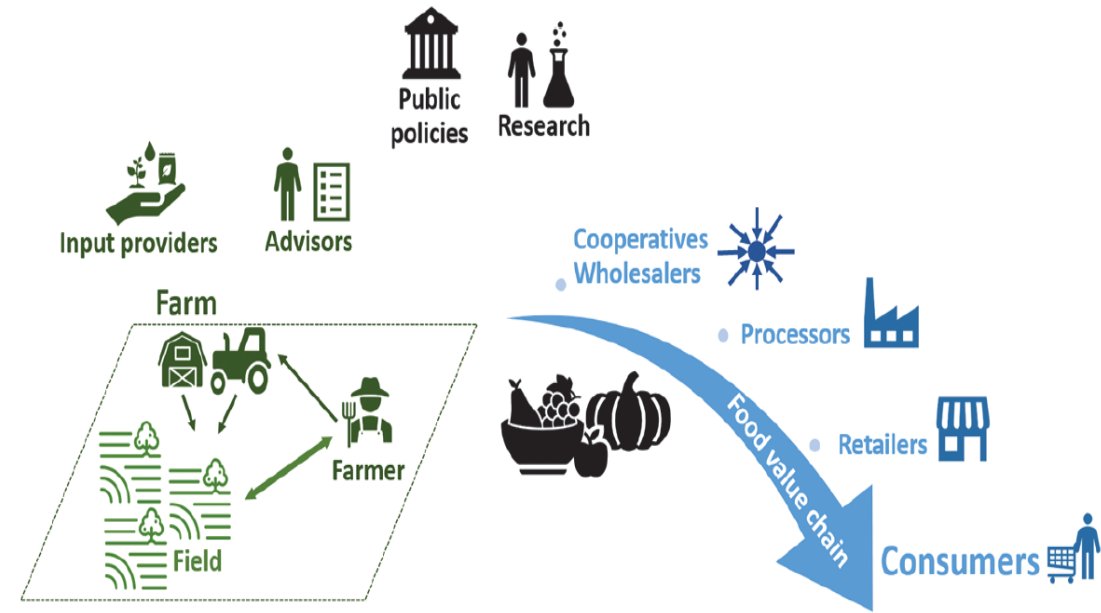 Public
policies
Research
Input providers
Advisors
Farm
Farmer
Field
Cooperatives
Wholesalers
Processors
Retailers
Food value chain
Consumers